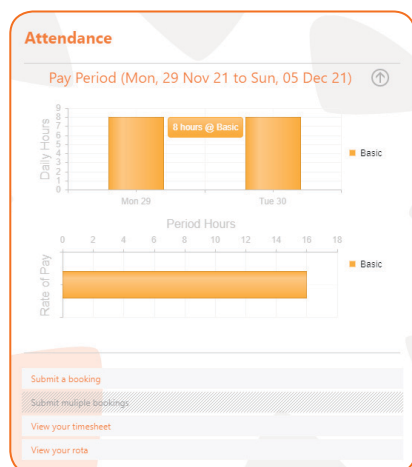 Attendance
Pay Period (Mon, 29 Nov 21 to Sun, 05 Dec 21)
Daily Hours
9
8
7
6
5
4
3
2
1
0
8 hours @ Basic
Basic
Mon 29
Tue 30
Period Hours
0 2 4 6 8 10 12 14 16 18
Rate of Pay
Basic
Submit a booking
Submit muliple bookings
View your timesheet
View your rota